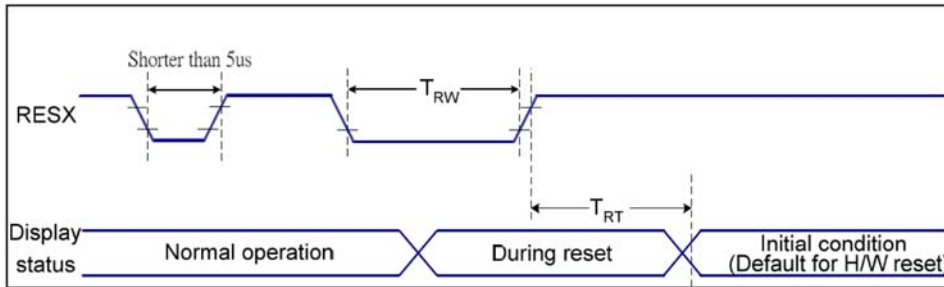 Shorter than 5us
RESX
TRW
TRT
Display
status
Normal operation
During reset
Initial condition
(Default for H/W reset)